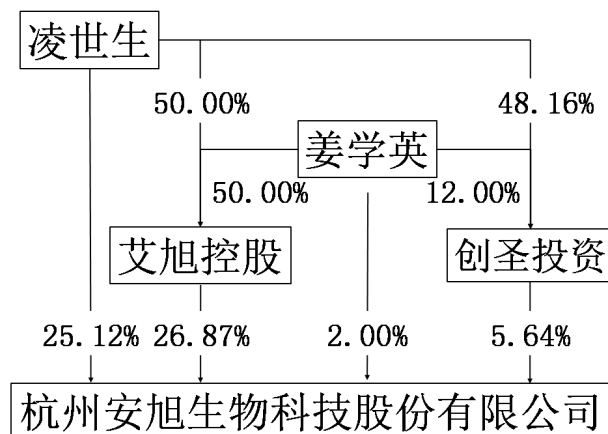 凌世生
50.00%
48.16%
姜学英
50.00%
12.00%
艾旭控股
创圣投资
25.12%
26.87%
2.00%
5.64%
杭州安旭生物科技股份有限公司